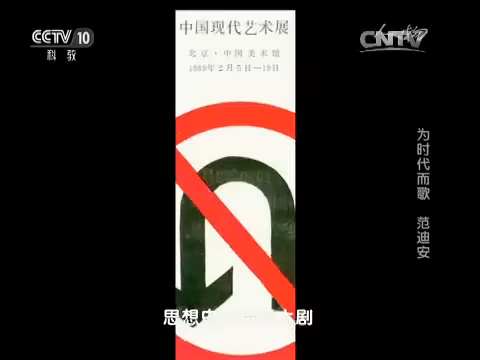 CCTV 10
科教
CNTV
人物
中国现代艺术展
北京·中国美术馆
1989年2月5日—19日
为时代而歌 范迪安
思想
剧